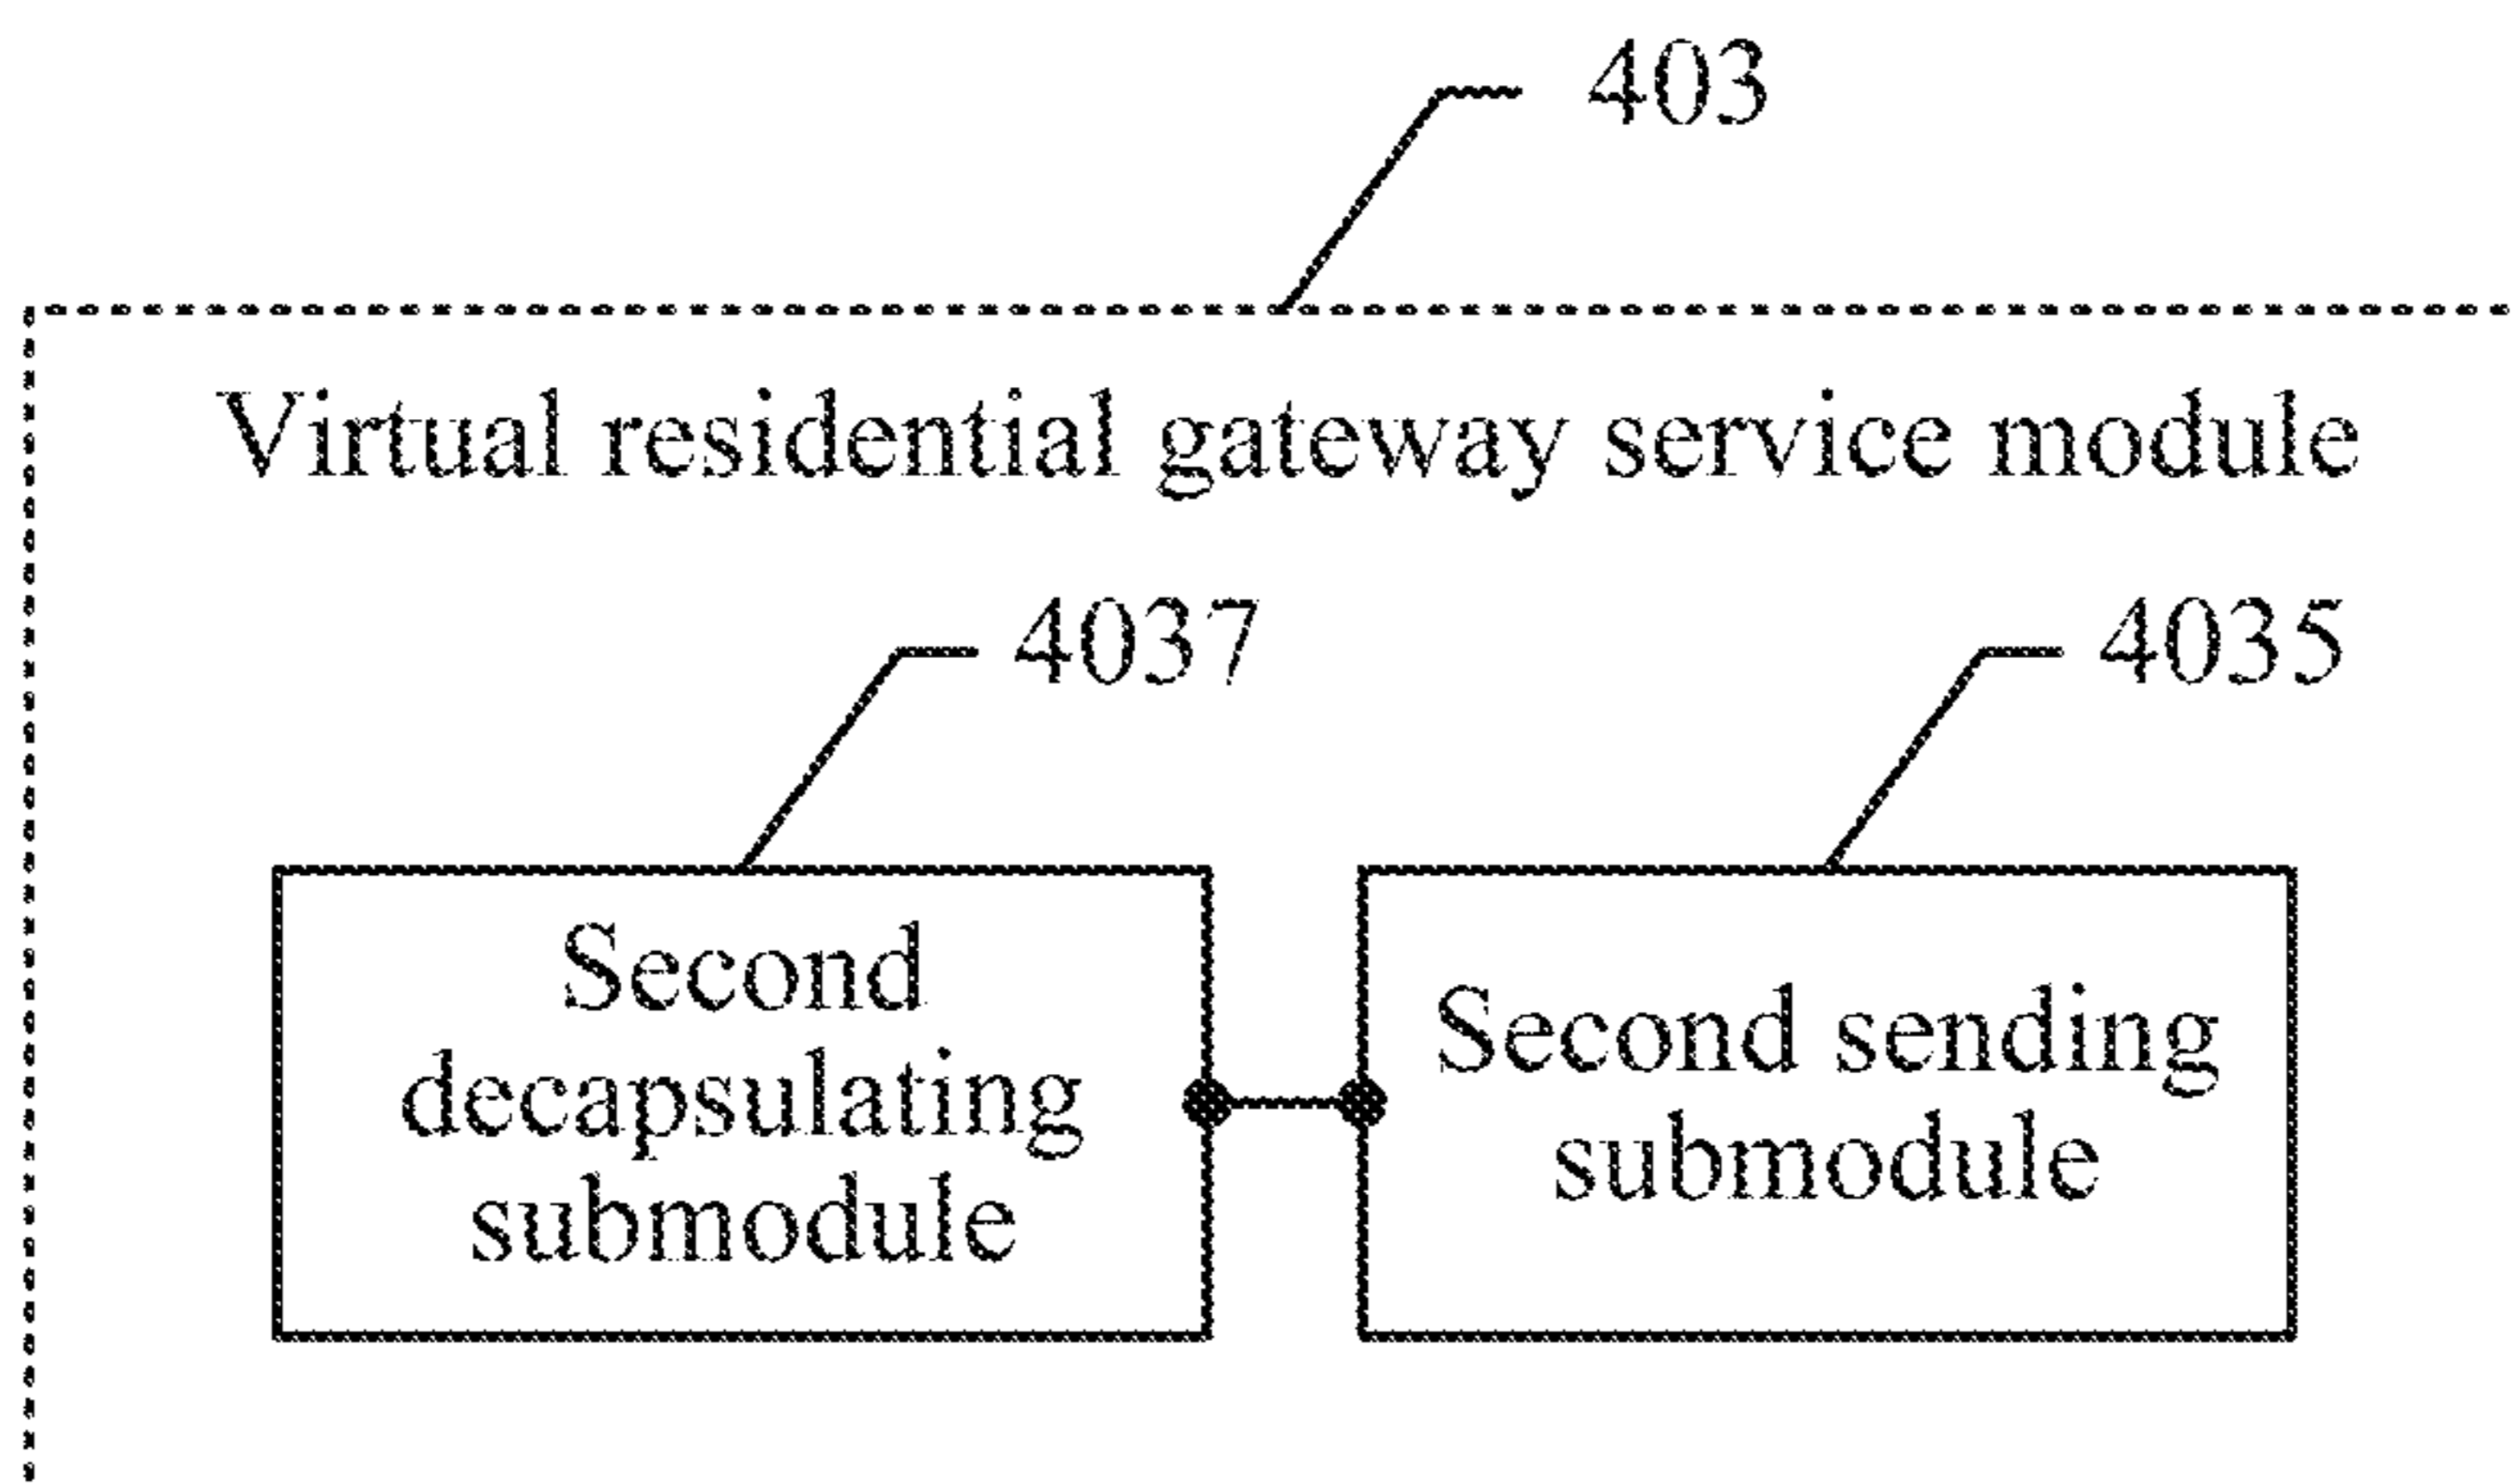 403
Virtual residential gateway service module
4037
4035
Second
decapsulating
submodule
Second sending
submodule